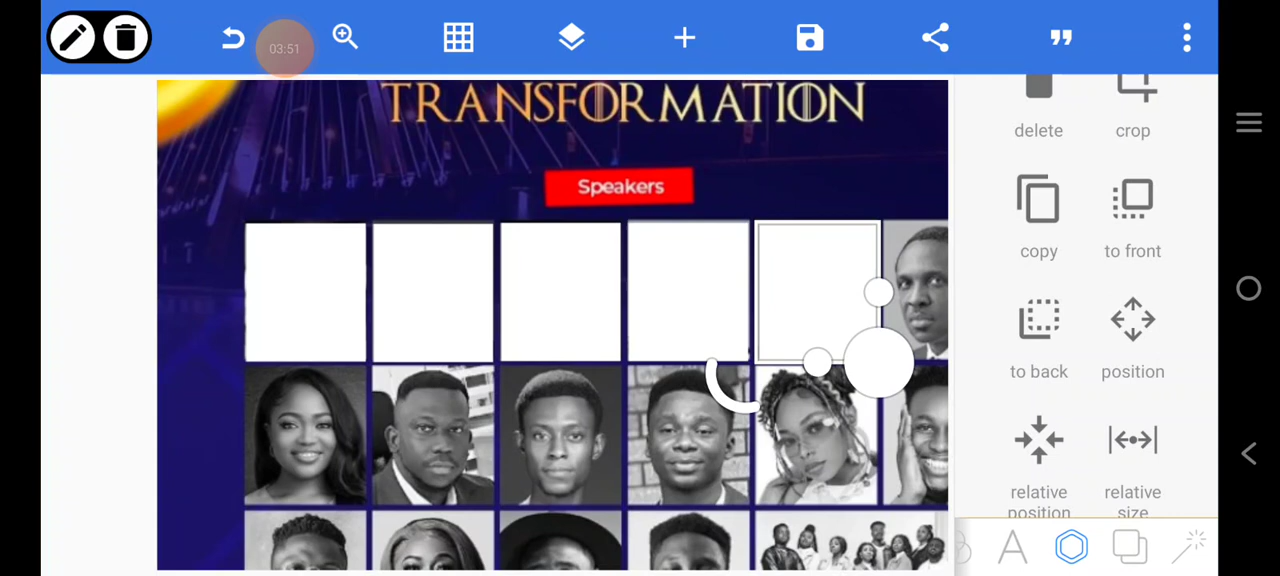 03:51
TRANSFORMATION
Speakers
delete
crop
copy
to front
to back
position
relative
position
relative
size